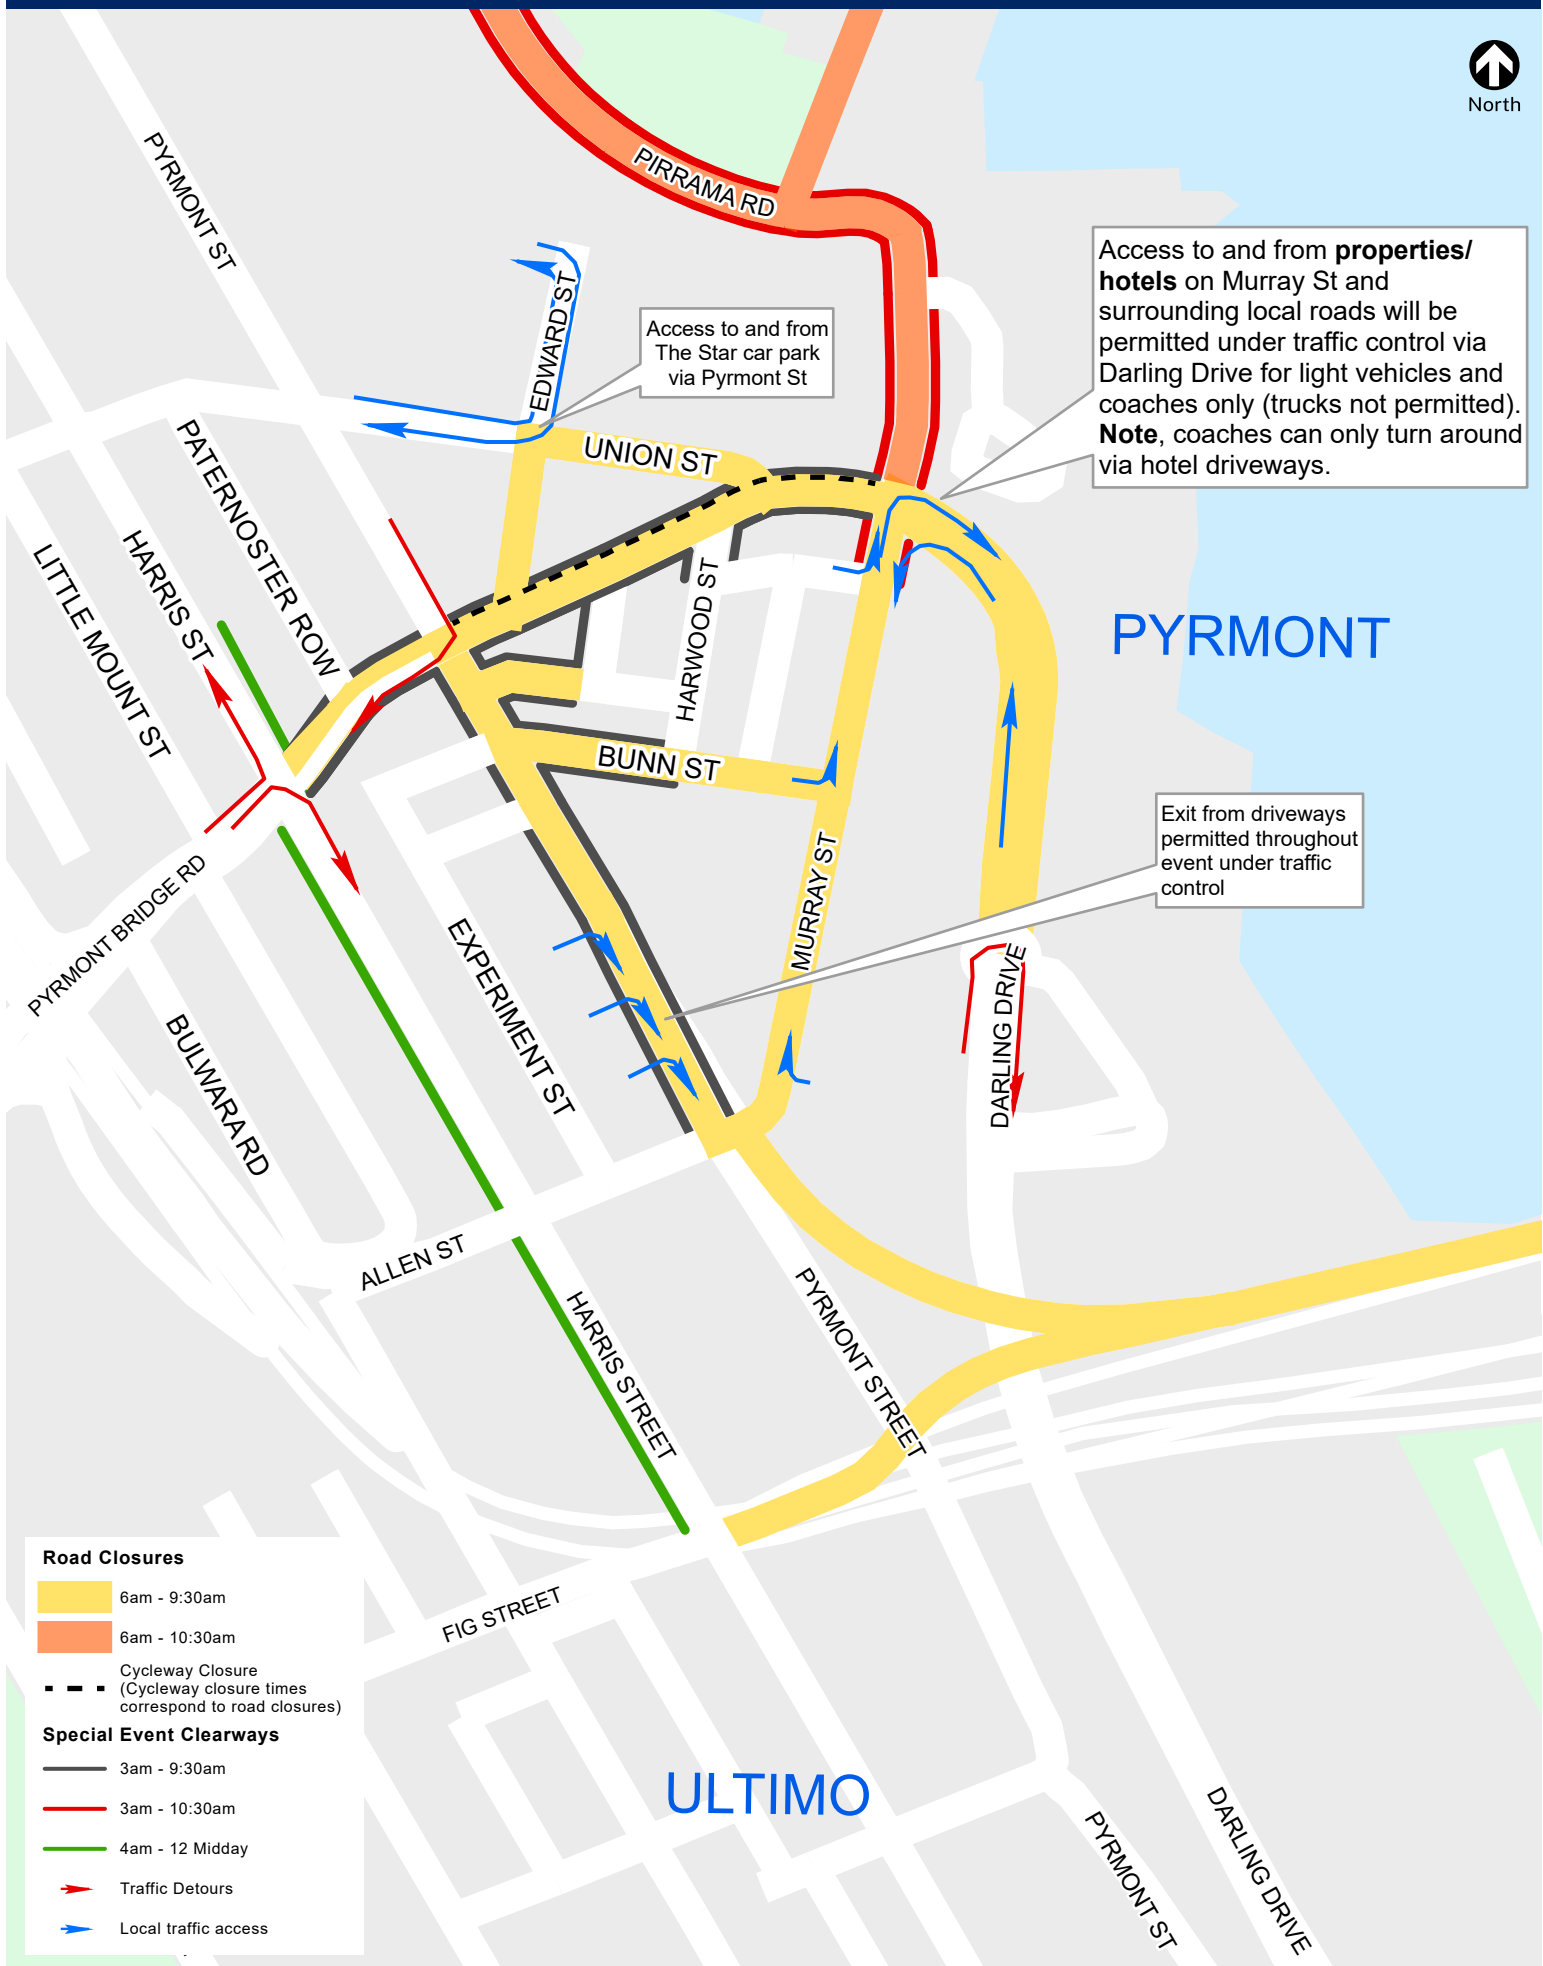 North
PYRMONT ST
PIRRAMA RD
Access to and from properties/
hotels on Murray St and
surrounding local roads will be
permitted under traffic control via
Darling Drive for light vehicles and
coaches only (trucks not permitted).
Note, coaches can only turn around
via hotel driveways.
EDWARD ST
Access to and from
The Star car park
via Pyrmont St
UNION ST
PATERNOSTER ROW
HARRIS ST
LITTLE MOUNT ST
HARWOOD ST
PYRMONT
BUNN ST
Exit from driveways
permitted throughout
event under traffic
control
MURRAY ST
PYRMONT BRIDGE RD
EXPERIMENT ST
DARLING DRIVE
BULWARA RD
ALLEN ST
HARRIS STREET
PYRMONT STREET
FIG STREET
ULTIMO
PYRMONT ST
DARLING DRIVE
Road Closures
6am - 9:30am
6am - 10:30am
Cycleway Closure
(Cycleway closure times
correspond to road closures)
Special Event Clearways
3am - 9:30am
3am - 10:30am
4am - 12 Midday
Traffic Detours
Local traffic access